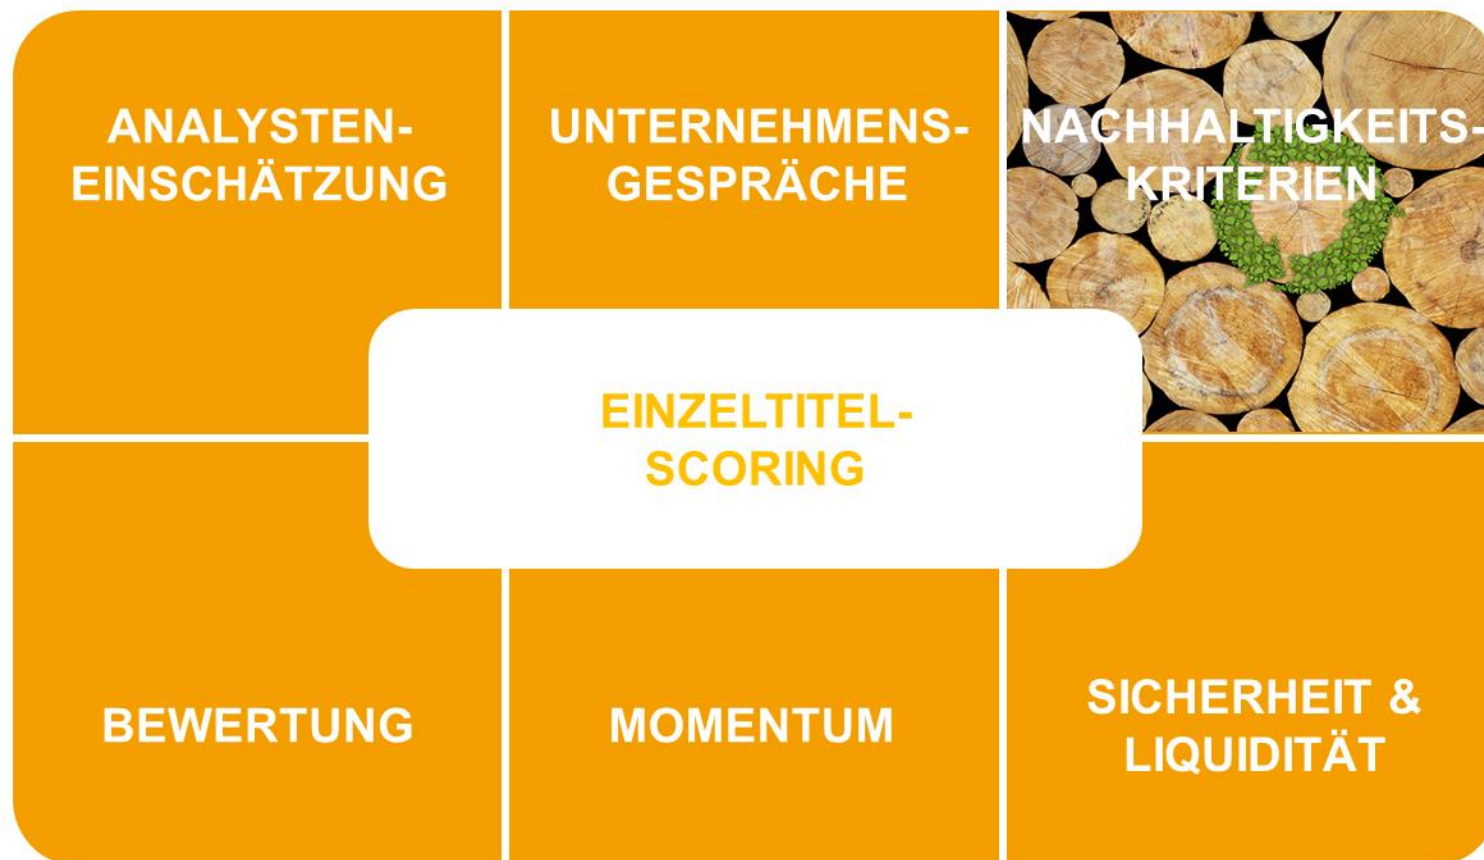 ANALYSTEN-
EINSCHÄTZUNG
UNTERNEHMENS-
GESPRÄCHE
NACHHALTIGKEITS-
KRITERIEN
EINZELTITEL-
SCORING
BEWERTUNG
MOMENTUM
SICHERHEIT &
LIQUIDITÄT